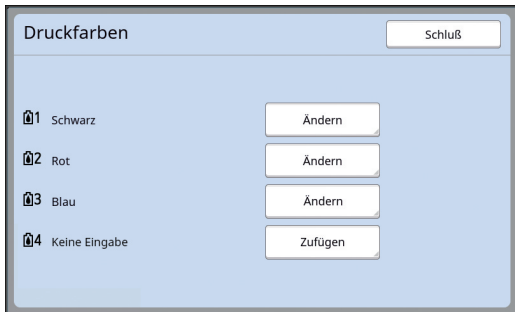 Druckfarben
Schluß
1 Schwarz
Ändern
2 Rot
Ändern
3 Blau
Ändern
4 Keine Eingabe
Zufügen